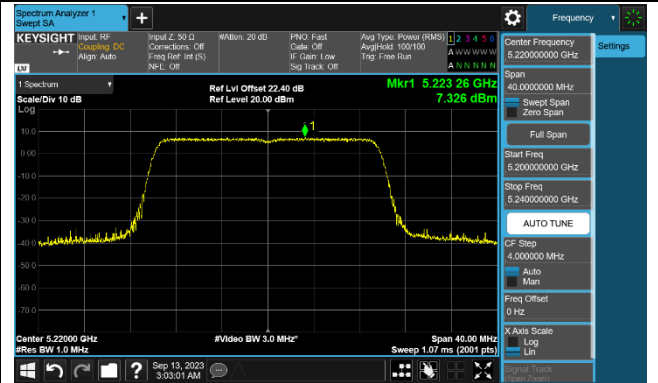 Spectrum Analyzer 1
Swept SA
Frequency
KEYSIGHT
Input: RF
Coupling: DC
Align: Auto
Input Z: 50 Ω
Corrections: Off
Freq Ref: Int (S)
NFE: Off
#Atten: 20 dB
PNO: Fast
Gate: Off
IF Gain: Low
Sig Track: Off
Avg Type: Power (RMS)
Avg|Hold: 100/100
Trig: Free Run
1 2 3 4 5 6
A W W W W W
A N N N N N
LXI
1 Spectrum
Scale/Div 10 dB
Log
Ref Lvl Offset 22.40 dB
Ref Level 20.00 dBm
Mkr1 5.223 26 GHz
7.326 dBm
1
10.0
0.00
-10.0
-20.0
-30.0
-40.0
-50.0
-60.0
-70.0
Center 5.22000 GHz
#Res BW 1.0 MHz
#Video BW 3.0 MHz*
Span 40.00 MHz
Sweep 1.07 ms (2001 pts)
Center Frequency
5.220000000 GHz
Settings
Span
40.0000000 MHz
Swept Span
Zero Span
Full Span
Start Freq
5.200000000 GHz
Stop Freq
5.240000000 GHz
AUTO TUNE
CF Step
4.000000 MHz
Auto
Man
Freq Offset
0 Hz
X Axis Scale
Log
Lin
Signal Track
(Span Zoom)
Sep 13, 2023
3:03:01 AM